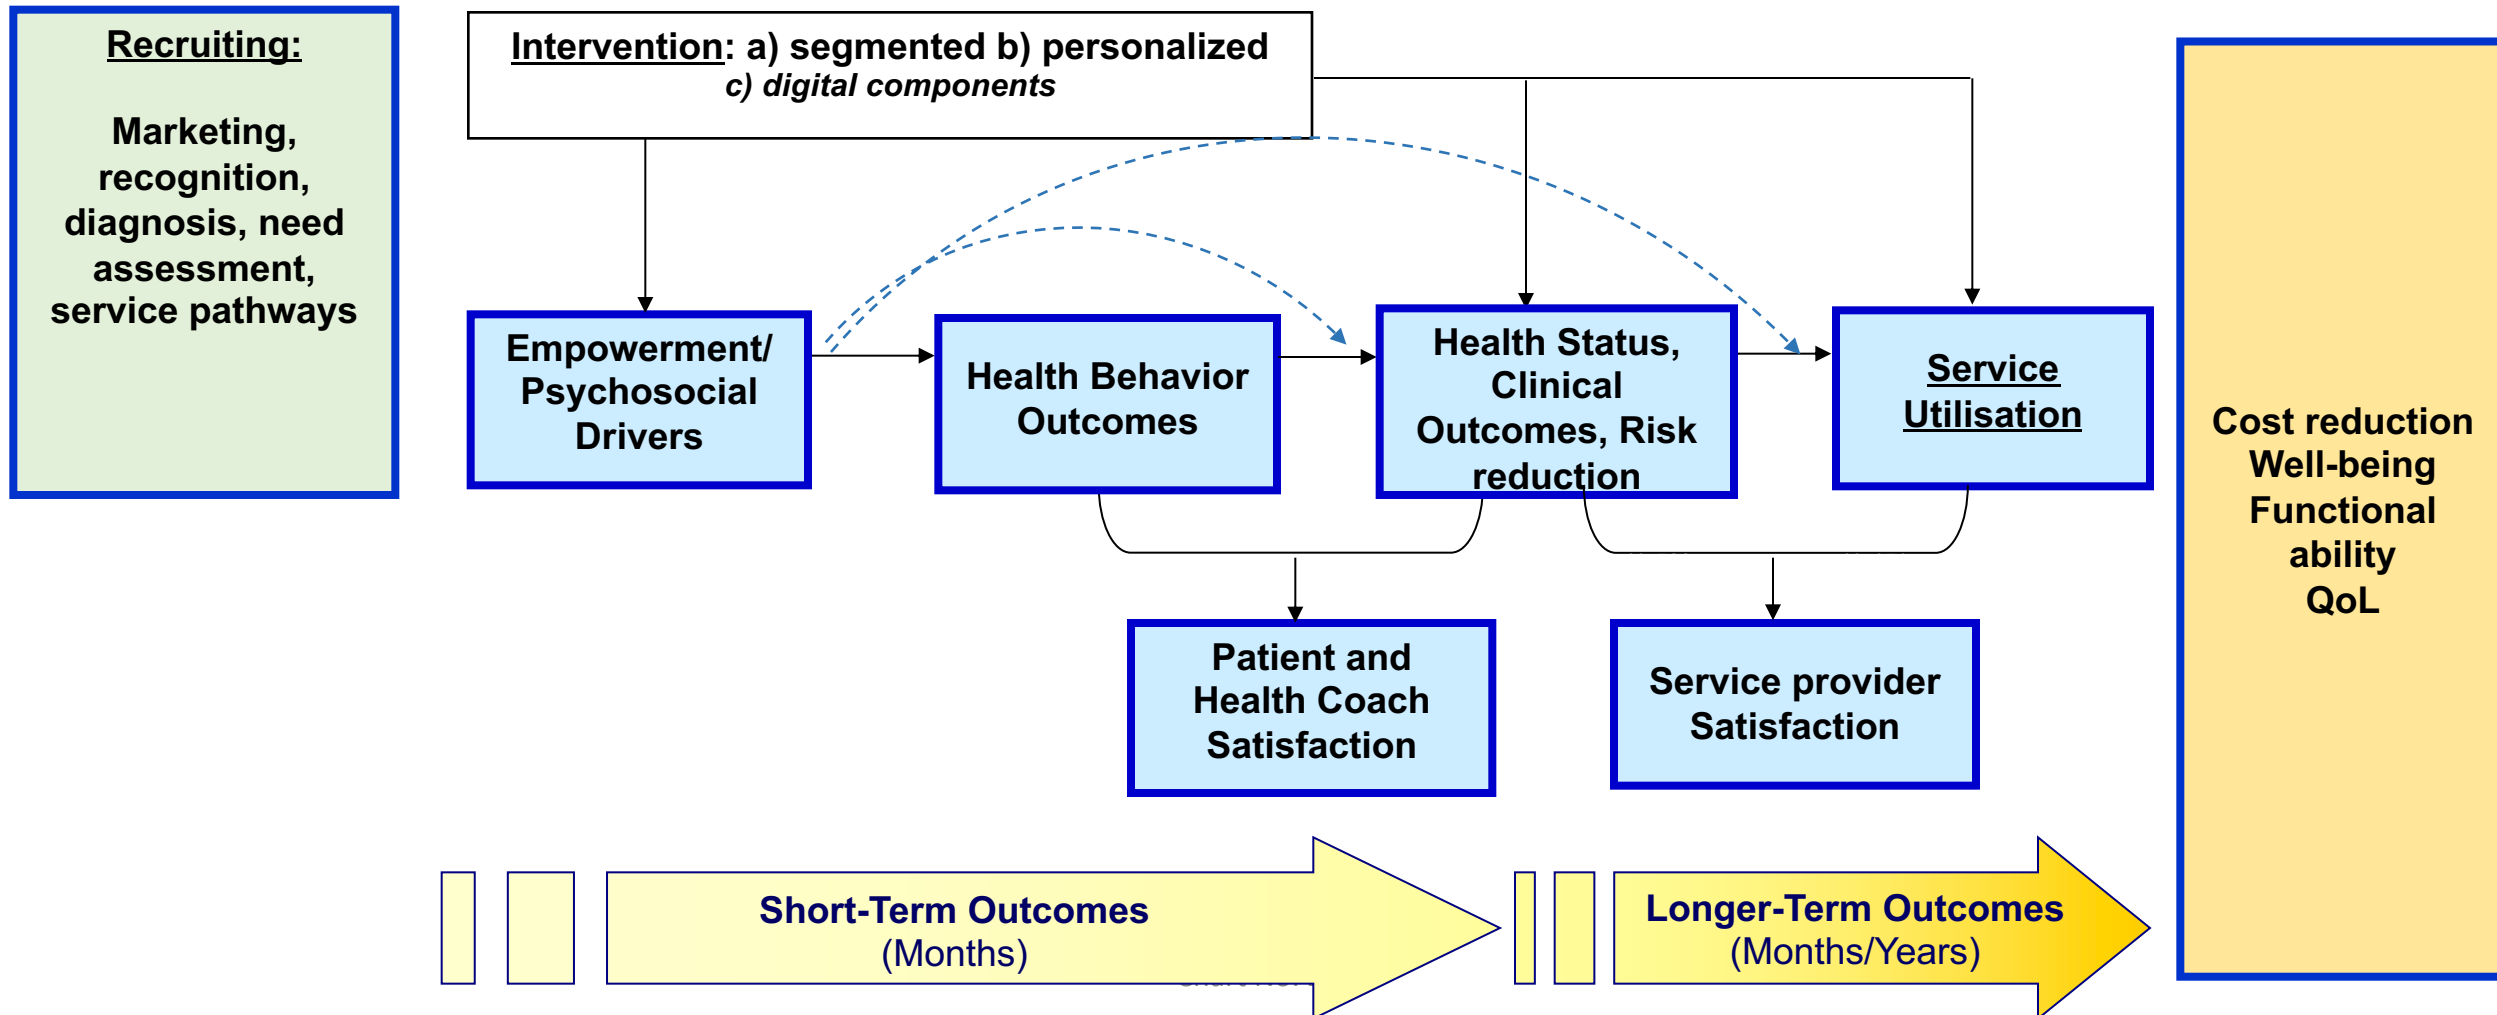 Recruiting:
Marketing,
recognition,
diagnosis, need
assessment,
service pathways
Intervention: a) segmented b) personalized
c) digital components
Empowerment/
Psychosocial
Drivers
Health Behavior
Outcomes
Health Status,
Clinical
Outcomes, Risk
reduction
Service
Utilisation
Patient and
Health Coach
Satisfaction
Service provider
Satisfaction
Cost reduction
Well-being
Functional
ability
QoL
Short-Term Outcomes
(Months)
Longer-Term Outcomes
(Months/Years)